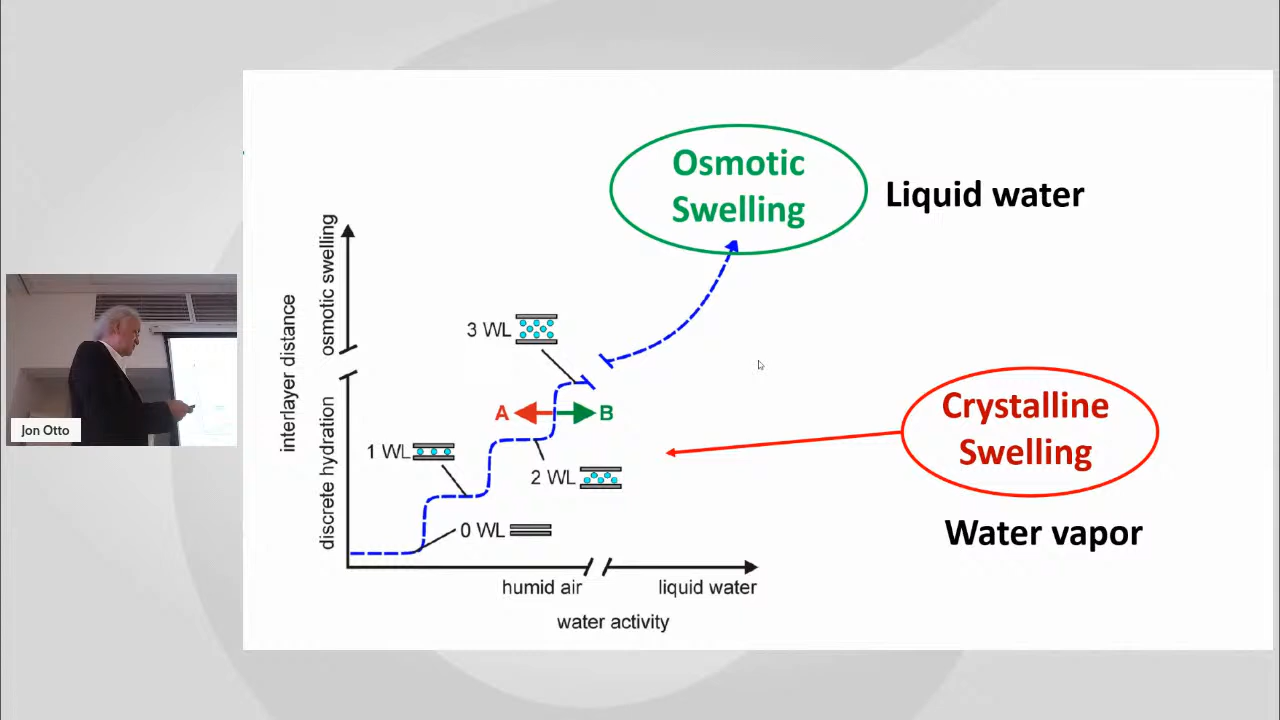 Osmotic
Swelling
Liquid water
interlayer distance
osmotic swelling
discrete hydration
3 WL
A
B
1 WL
2 WL
0 WL
Crystalline
Swelling
Water vapor
humid air
liquid water
water activity
Jon Otto